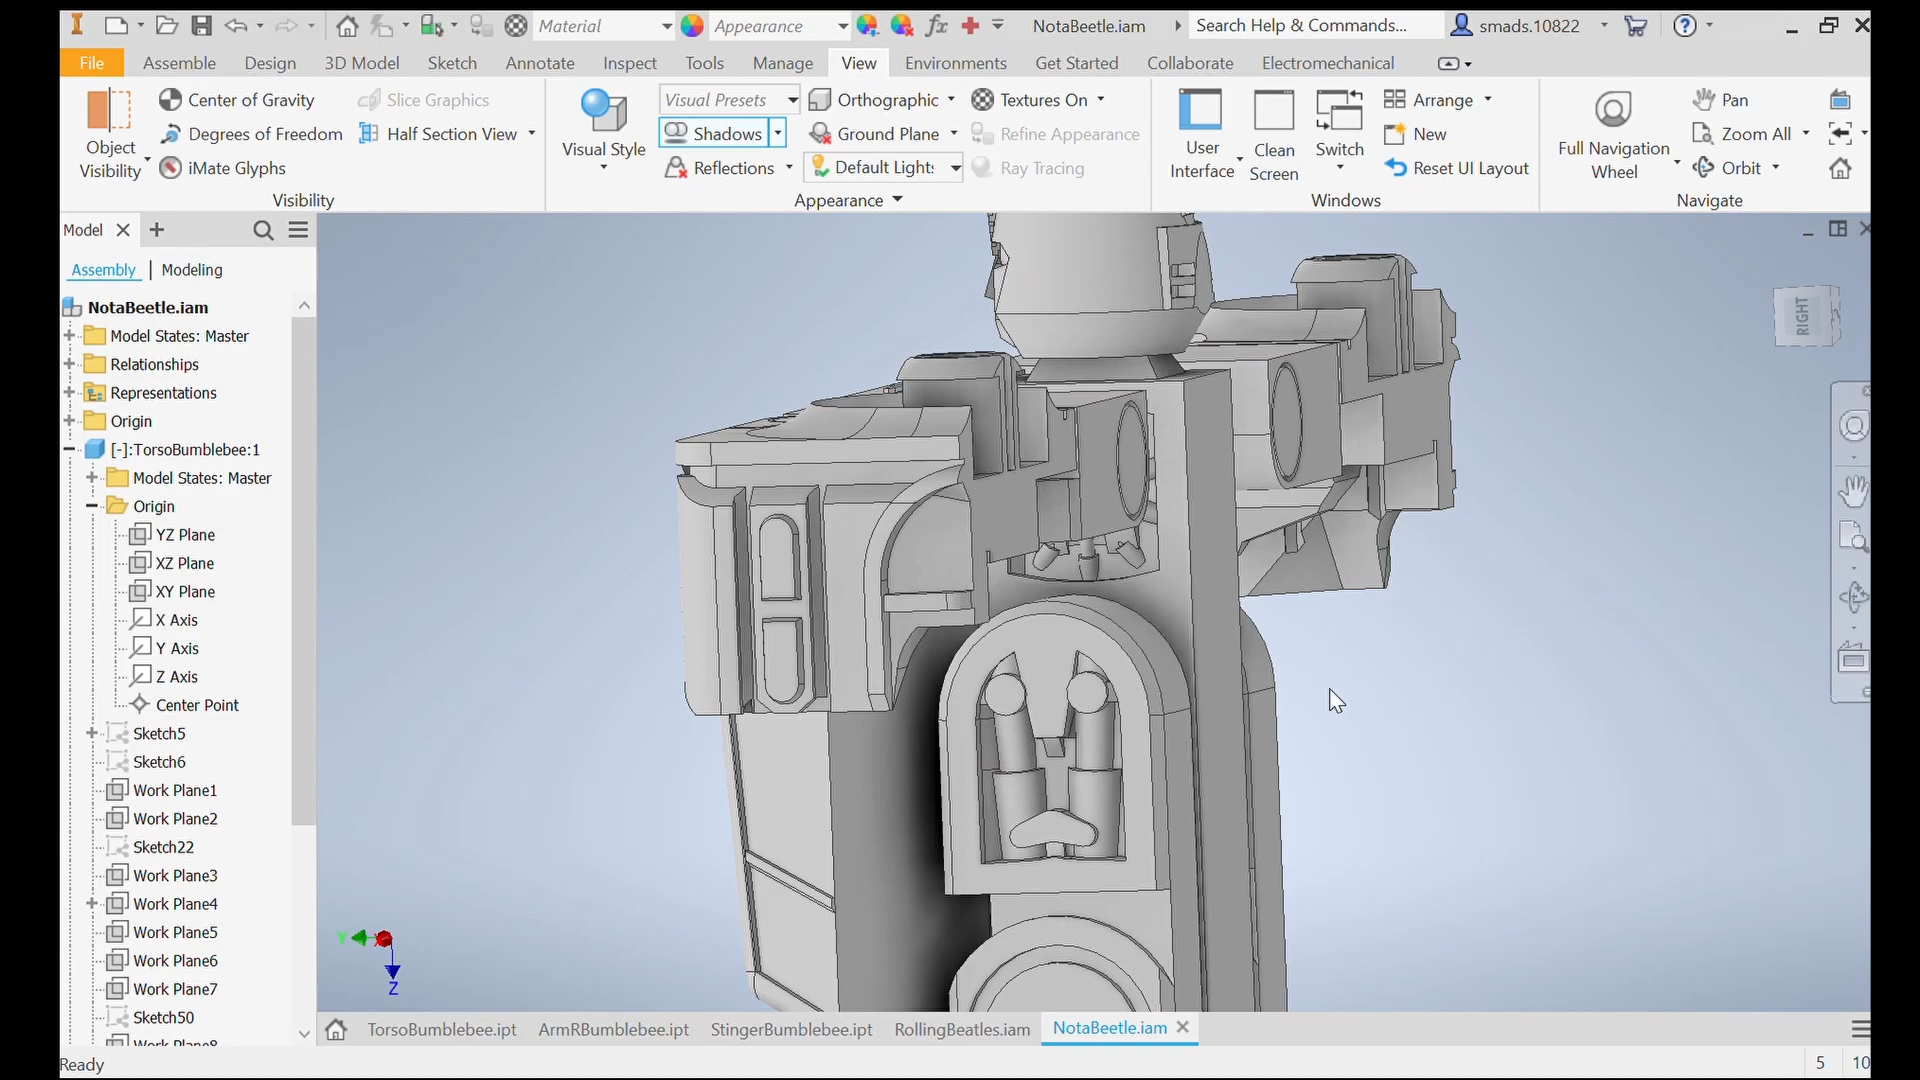 Material
Appearance
NotaBeetle.iam
Search Help & Commands...
smads.10822
File
Assemble
Design
3D Model
Sketch
Annotate
Inspect
Tools
Manage
View
Environments
Get Started
Collaborate
Electromechanical
Object
Visibility
Center of Gravity
Degrees of Freedom
iMate Glyphs
Slice Graphics
Half Section View
Visibility
Visual Style
Visual Presets
Shadows
Reflections
Orthographic
Ground Plane
Default Lights
Textures On
Refine Appearance
Ray Tracing
Appearance
User
Interface
Clean
Screen
Switch
Arrange
New
Reset UI Layout
Windows
Full Navigation
Wheel
Pan
Zoom All
Orbit
Navigate
Model
Assembly | Modeling
NotaBeetle.iam
Model States: Master
Relationships
Representations
Origin
[-]:TorsoBumblebee:1
Model States: Master
Origin
YZ Plane
XZ Plane
XY Plane
X Axis
Y Axis
Z Axis
Center Point
Sketch5
Sketch6
Work Plane1
Work Plane2
Sketch22
Work Plane3
Work Plane4
Work Plane5
Work Plane6
Work Plane7
Sketch50
Work Plane8
RIGHT
Y
Z
TorsoBumblebee.ipt
ArmRBumblebee.ipt
StingerBumblebee.ipt
RollingBeatles.iam
NotaBeetle.iam
Ready
5
10